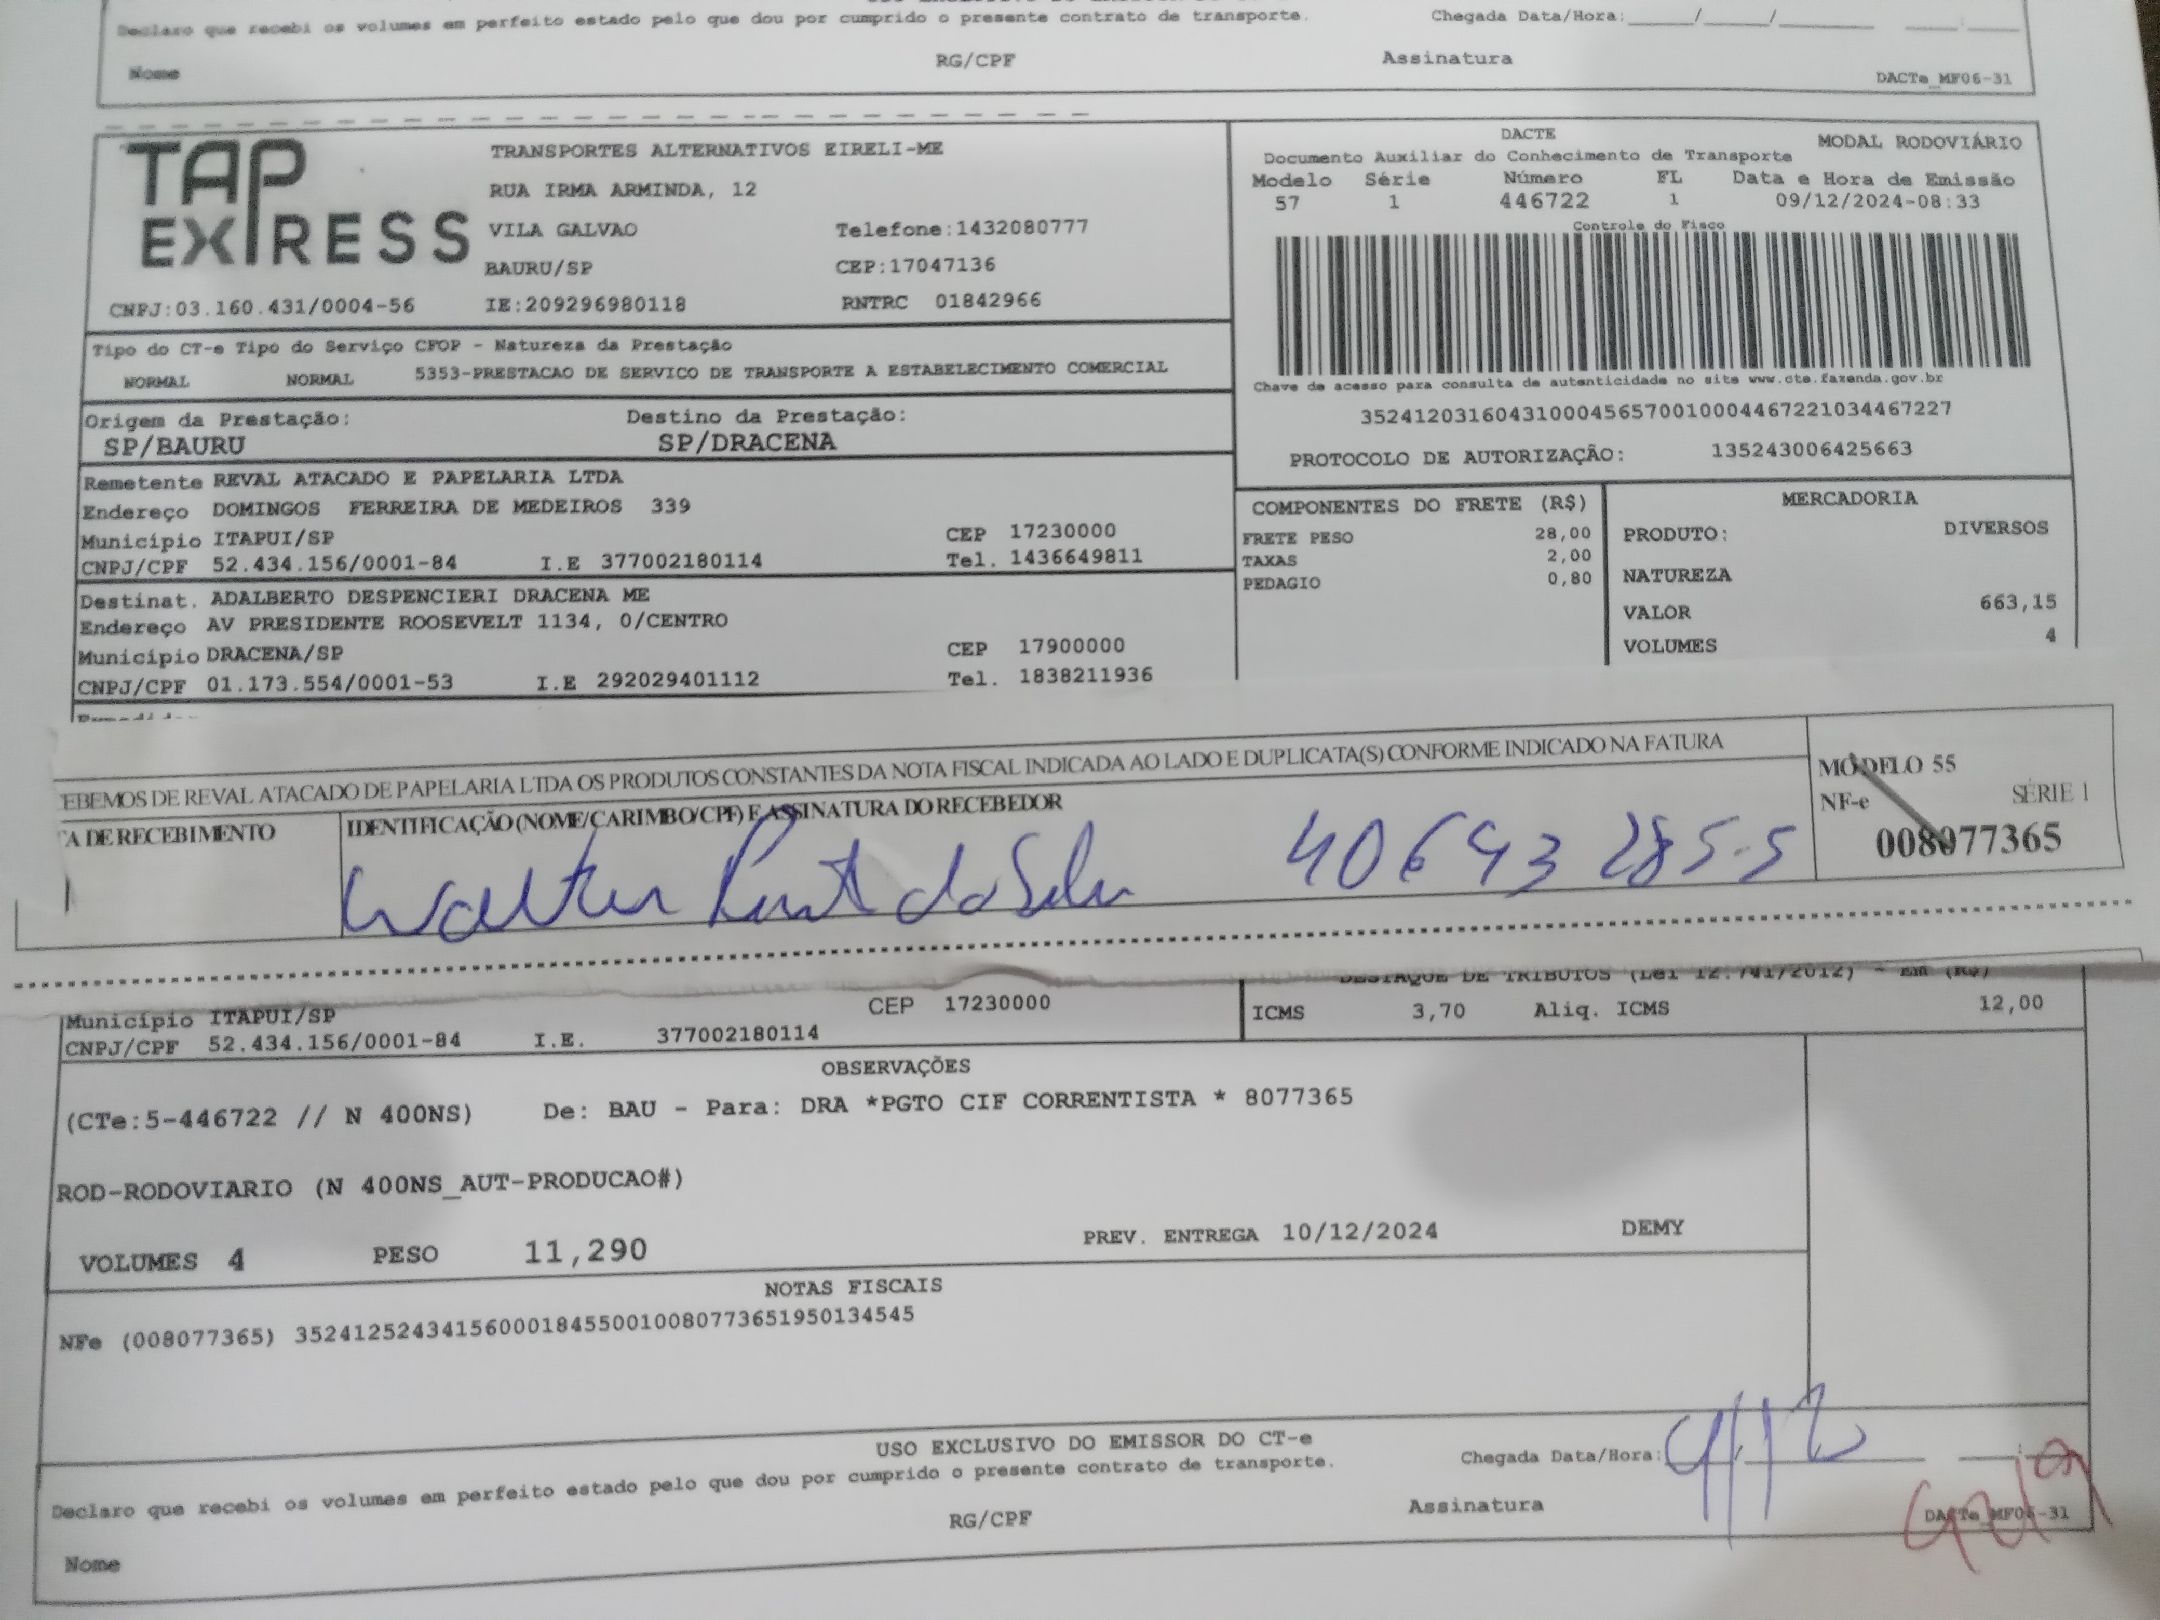 Declaro que recebi os volumes em perfeito estado pelo que dou por cumprido o presente contrato de transporte. Chegada Data/Hora:____/____/____ ____:____
Nome RG/CPF Assinatura
DACTe_MF06-31
TAP EXPRESS
TRANSPORTES ALTERNATIVOS EIRELI-ME
RUA IRMA ARMINDA, 12
VILA GALVAO Telefone:1432080777
BAURU/SP CEP:17047136
CNPJ:03.160.431/0004-56 IE:209296980118 RNTRC 01842966
DACTE MODAL RODOVIÁRIO
Documento Auxiliar do Conhecimento de Transporte
Modelo Série Número FL Data e Hora de Emissão
57 1 446722 1 09/12/2024-08:33
Controle do Fisco
Chave de acesso para consulta de autenticidade no site www.cte.fazenda.gov.br
35241203160431000456570010004467221034467227
PROTOCOLO DE AUTORIZAÇÃO: 135243006425663
Tipo do CT-e Tipo do Serviço CFOP - Natureza da Prestação
NORMAL NORMAL 5353-PRESTACAO DE SERVICO DE TRANSPORTE A ESTABELECIMENTO COMERCIAL
Origem da Prestação: Destino da Prestação:
SP/BAURU SP/DRACENA
Remetente REVAL ATACADO E PAPELARIA LTDA
Endereço DOMINGOS FERREIRA DE MEDEIROS 339
Município ITAPUI/SP CEP 17230000
CNPJ/CPF 52.434.156/0001-84 I.E 377002180114 Tel. 1436649811
Destinat. ADALBERTO DESPENCIERI DRACENA ME
Endereço AV PRESIDENTE ROOSEVELT 1134, 0/CENTRO
Município DRACENA/SP CEP 17900000
CNPJ/CPF 01.173.554/0001-53 I.E 292029401112 Tel. 1838211936
COMPONENTES DO FRETE (R$)
FRETE PESO 28,00
TAXAS 2,00
PEDAGIO 0,80
MERCADORIA
PRODUTO: DIVERSOS
NATUREZA
VALOR 663,15
VOLUMES 4
EBEMOS DE REVAL ATACADO DE PAPELARIA LTDA OS PRODUTOS CONSTANTES DA NOTA FISCAL INDICADA AO LADO E DUPLICATA(S) CONFORME INDICADO NA FATURA
A DE RECEBIMENTO IDENTIFICAÇÃO (NOME/CARIMBO/CPF) E ASSINATURA DO RECEBEDOR
MODELO 55
NF-e SÉRIE 1
008077365
Walter 40643285-5
DESTAQUE DE TRIBUTOS (Lei 12.741/2012) - Em (R$)
Município ITAPUI/SP CEP 17230000
ICMS 3,70 Aliq. ICMS 12,00
CNPJ/CPF 52.434.156/0001-84 I.E. 377002180114
OBSERVAÇÕES
(CTe:5-446722 // N 400NS) De: BAU - Para: DRA *PGTO CIF CORRENTISTA * 8077365
ROD-RODOVIARIO (N 400NS_AUT-PRODUCAO#)
VOLUMES 4 PESO 11,290 PREV. ENTREGA 10/12/2024 DEMY
NOTAS FISCAIS
NFe (008077365) 35241252434156000184550010080773651950134545
USO EXCLUSIVO DO EMISSOR DO CT-e
Declaro que recebi os volumes em perfeito estado pelo que dou por cumprido o presente contrato de transporte. Chegada Data/Hora:
Nome RG/CPF Assinatura
DACTe_MF06-31